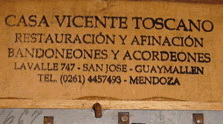 CASA VICENTE TOSCANO
RESTAURACIÓN Y AFINACIÓN
BANDONEONES Y ACORDEONES
LAVALLE 747 - SAN JOSE - GUAYMALLEN
TEL. (0261) 4457493 - MENDOZA